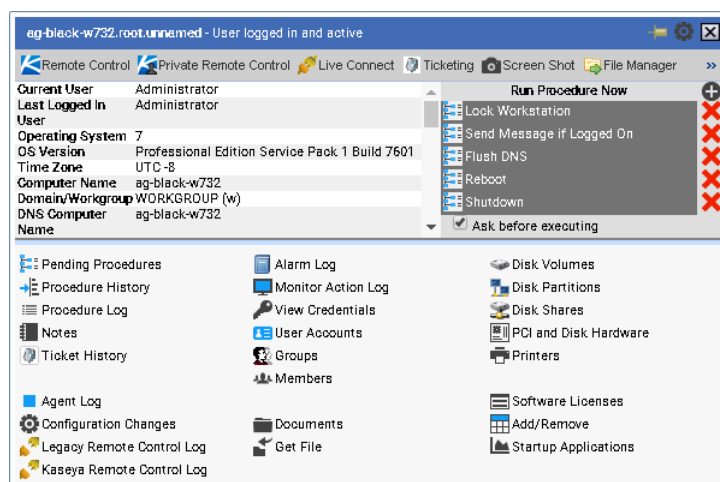 ag-black-w732.root.unnamed - User logged in and active
Remote Control Private Remote Control Live Connect Ticketing Screen Shot File Manager »
Current User Administrator
Last Logged In User Administrator
Operating System 7
OS Version Professional Edition Service Pack 1 Build 7601
Time Zone UTC -8
Computer Name ag-black-w732
Domain/Workgroup WORKGROUP (w)
DNS Computer Name ag-black-w732
Run Procedure Now
Lock Workstation
Send Message if Logged On
Flush DNS
Reboot
Shutdown
Ask before executing
Pending Procedures
Procedure History
Procedure Log
Notes
Ticket History
Agent Log
Configuration Changes
Legacy Remote Control Log
Kaseya Remote Control Log
Alarm Log
Monitor Action Log
View Credentials
User Accounts
Groups
Members
Documents
Get File
Disk Volumes
Disk Partitions
Disk Shares
PCI and Disk Hardware
Printers
Software Licenses
Add/Remove
Startup Applications